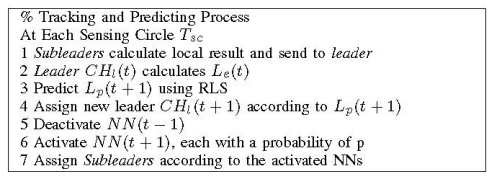 % Tracking and Predicting Process
At Each Sensing Circle T_sc
1 Subleaders calculate local result and send to leader
2 Leader CH_l(t) calculates L_e(t)
3 Predict L_p(t + 1) using RLS
4 Assign new leader CH_l(t + 1) according to L_p(t + 1)
5 Deactivate NN(t − 1)
6 Activate NN(t + 1), each with a probability of p
7 Assign Subleaders according to the activated NNs